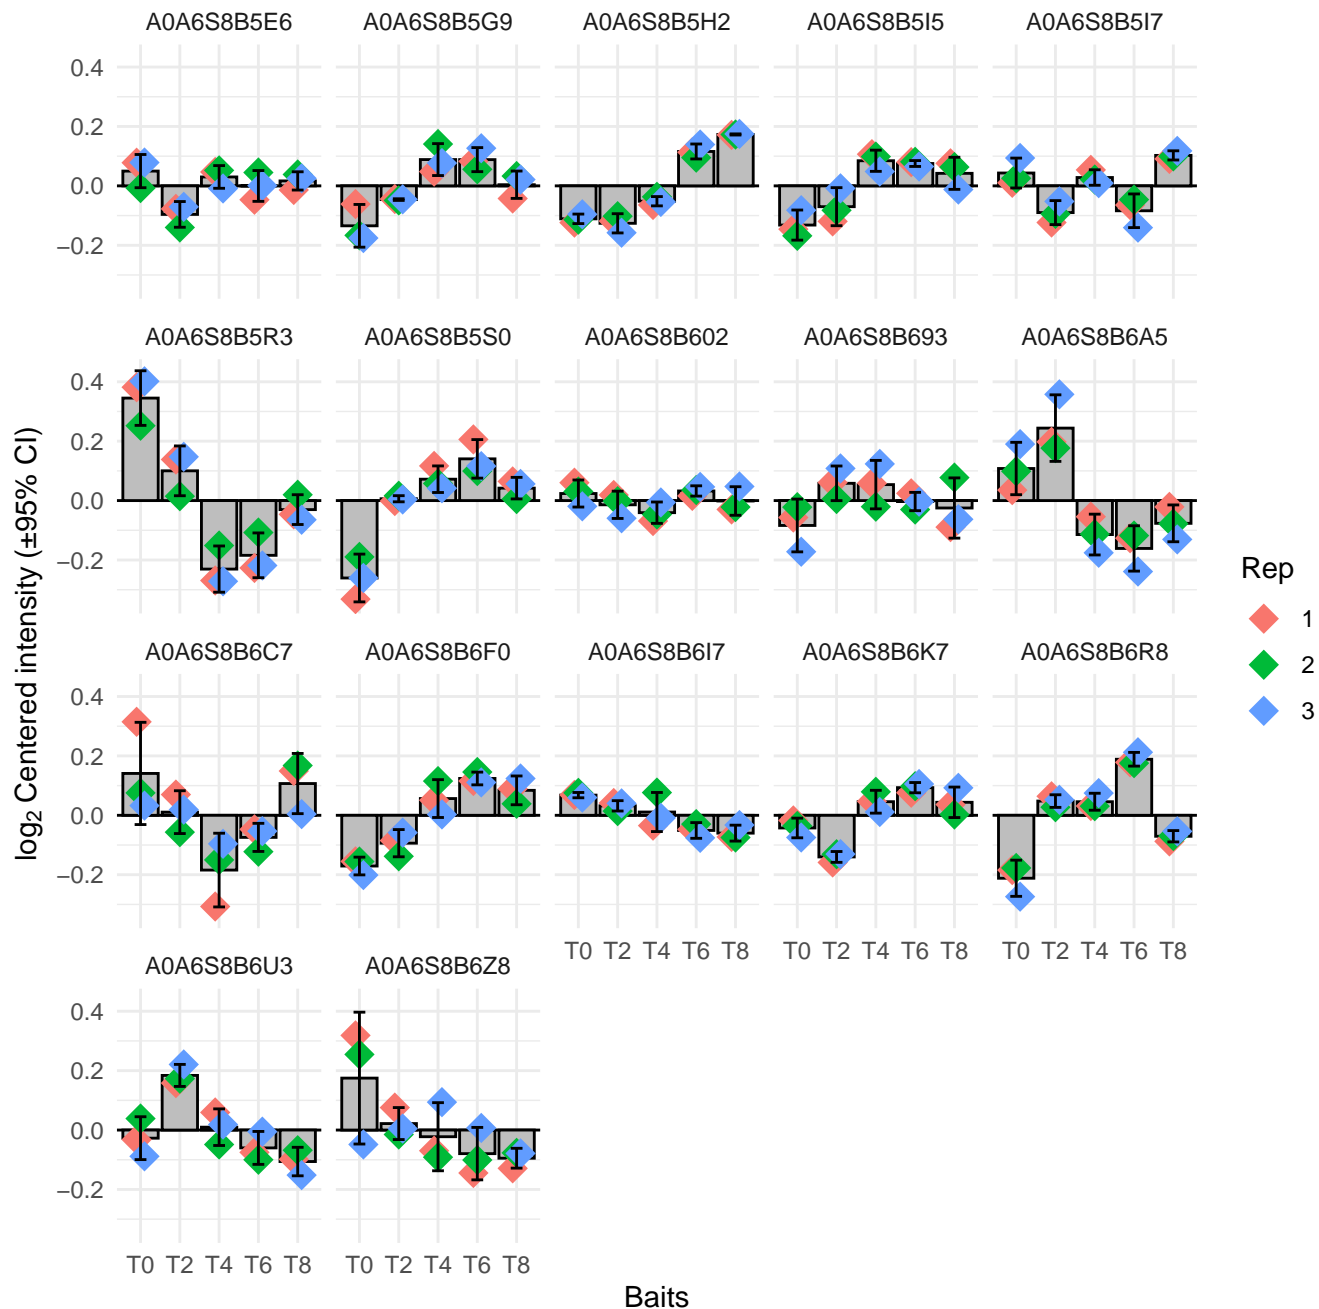 A0A6S8B5E6 A0A6S8B5G9 A0A6S8B5H2 A0A6S8B5I5 A0A6S8B5I7
0.4
0.2
0.0
−0.2
A0A6S8B5R3 A0A6S8B5S0 A0A6S8B602 A0A6S8B693 A0A6S8B6A5
0.4
0.2
0.0
−0.2
A0A6S8B6C7 A0A6S8B6F0 A0A6S8B6I7 A0A6S8B6K7 A0A6S8B6R8
0.4
0.2
0.0
−0.2
T0 T2 T4 T6 T8 T0 T2 T4 T6 T8 T0 T2 T4 T6 T8
A0A6S8B6U3 A0A6S8B6Z8
0.4
0.2
0.0
−0.2
T0 T2 T4 T6 T8 T0 T2 T4 T6 T8
Baits
log2 Centered intensity (±95% CI)
Rep
1
2
3